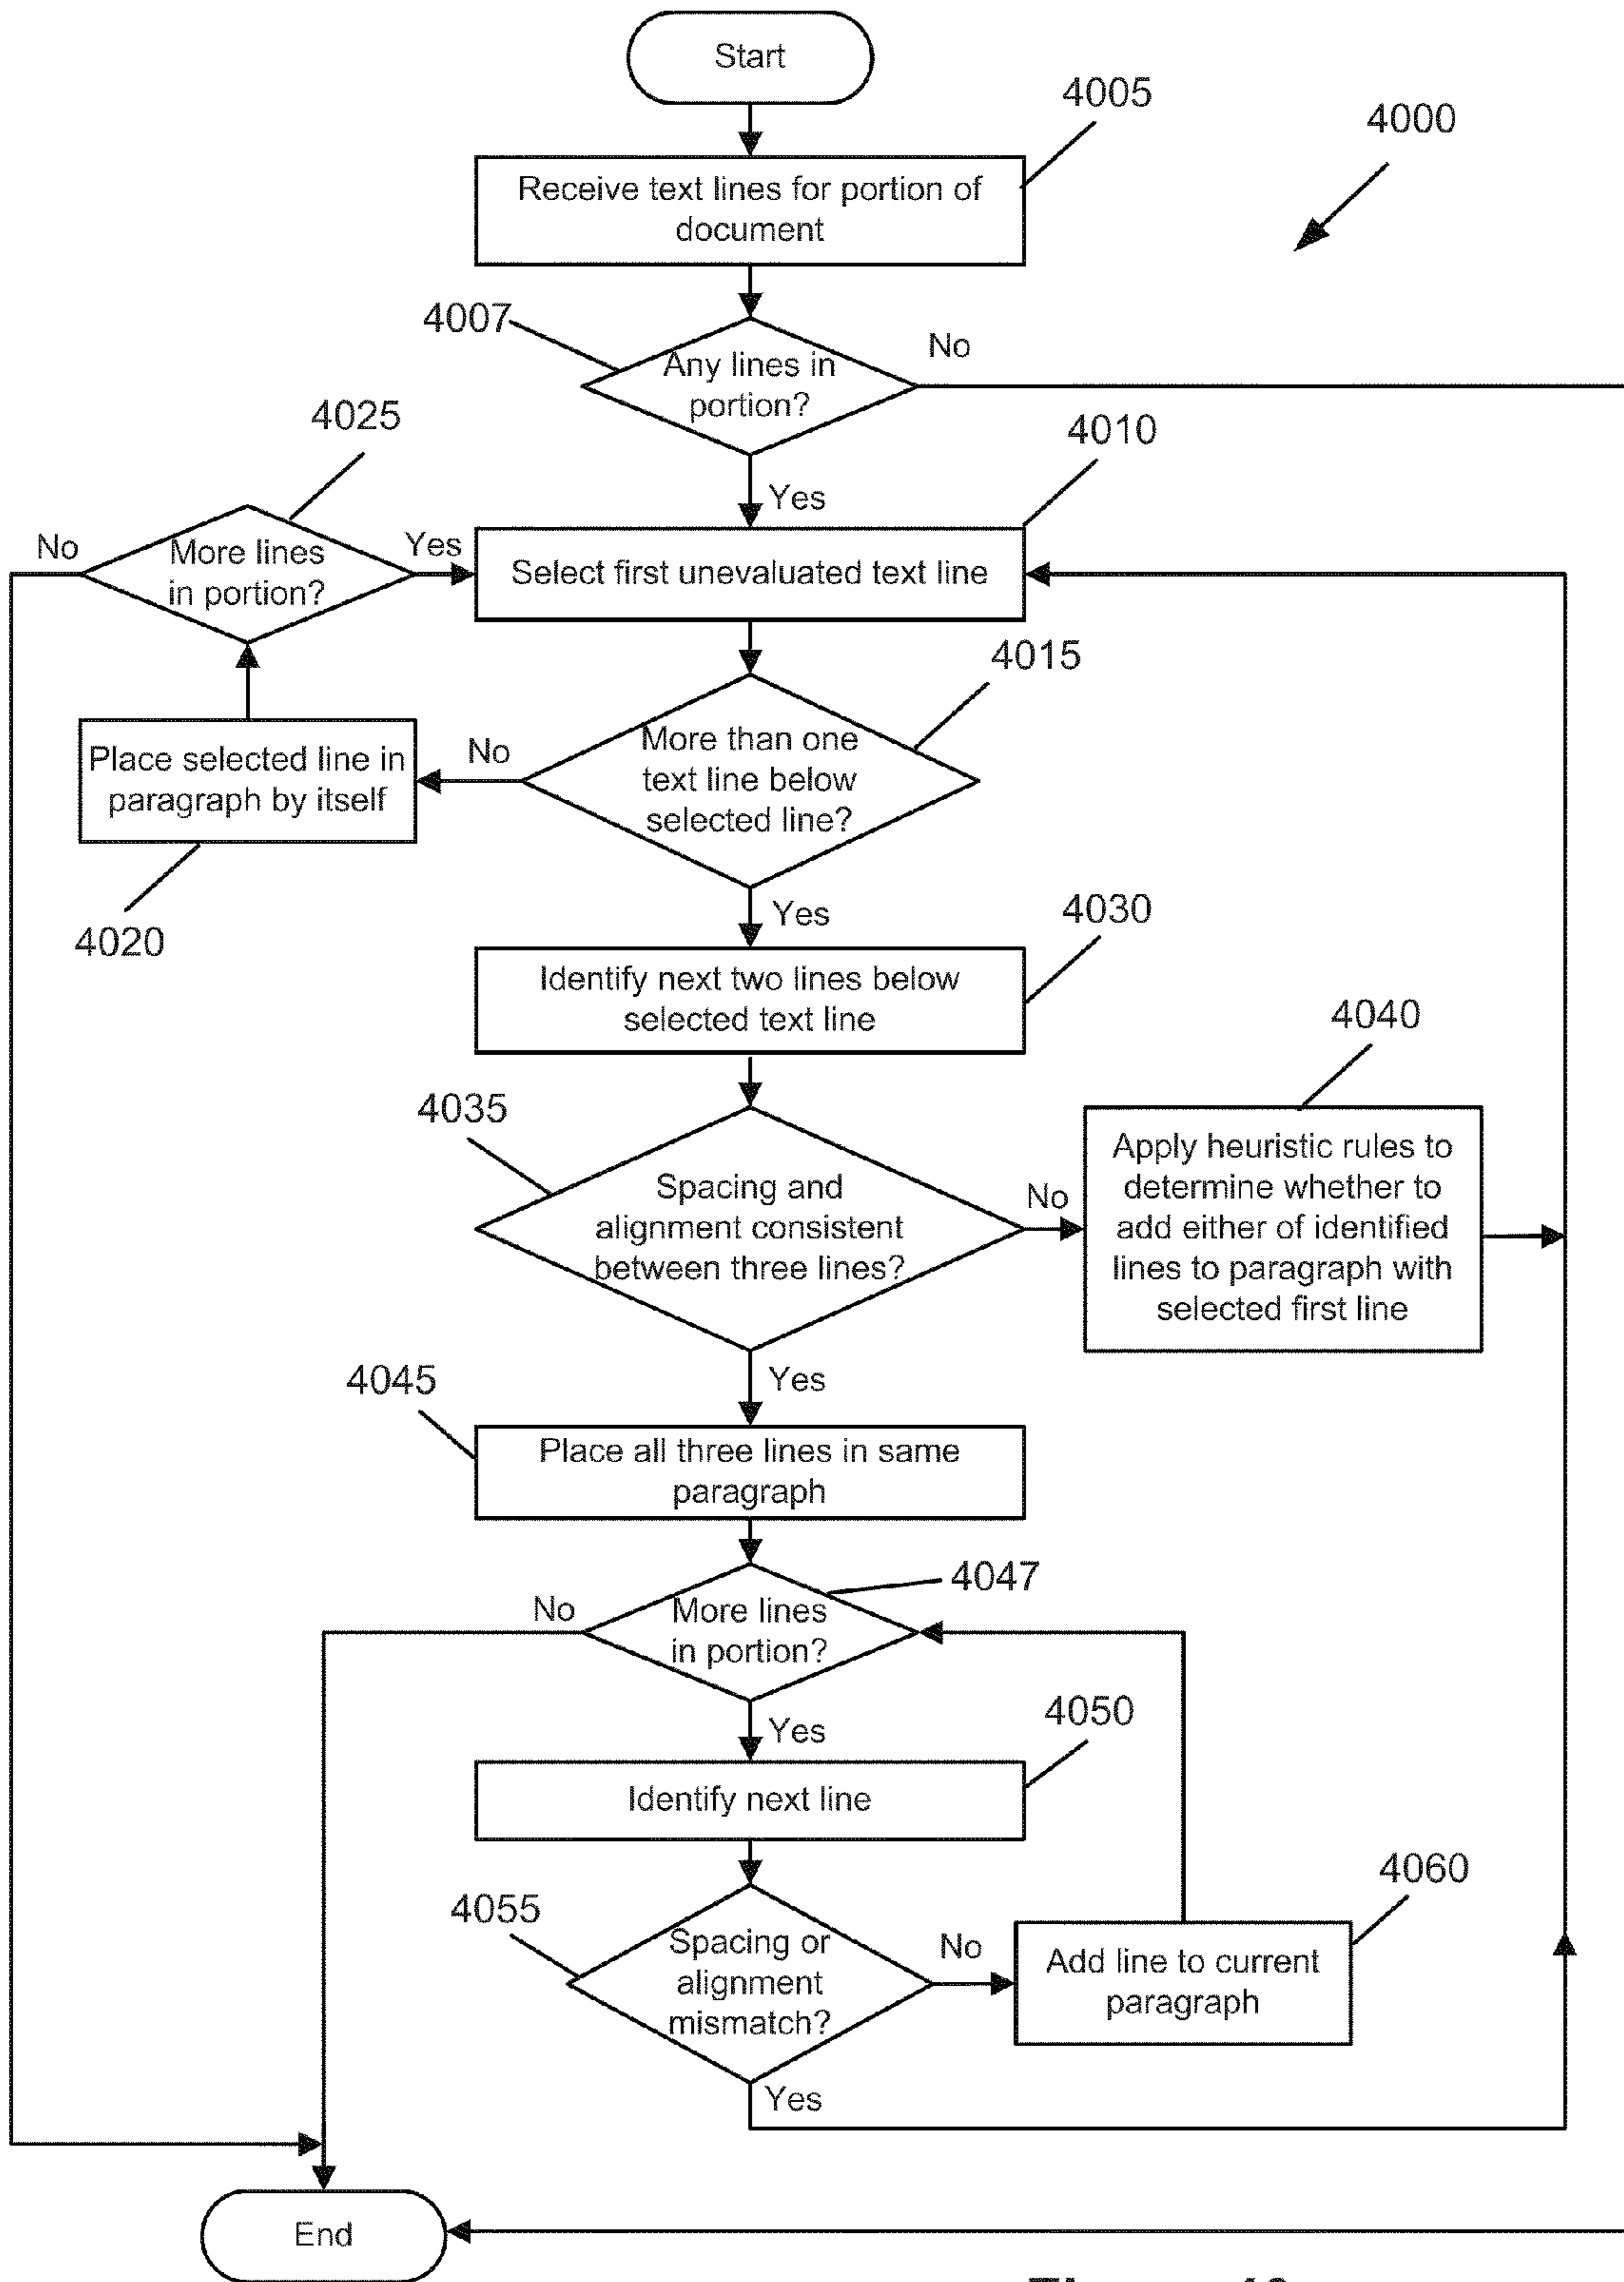 Start
4005
4000
Receive text lines for portion of
document
4007
Any lines in
portion?
No
Yes
4025
4010
No
More lines
in portion?
Yes
Select first unevaluated text line
4015
Place selected line in
paragraph by itself
No
More than one
text line below
selected line?
4020
Yes
4030
Identify next two lines below
selected text line
4040
4035
Spacing and
alignment consistent
between three lines?
No
Apply heuristic rules to
determine whether to
add either of identified
lines to paragraph with
selected first line
Yes
4045
Place all three lines in same
paragraph
4047
No
More lines
in portion?
Yes
4050
Identify next line
4060
4055
Spacing or
alignment
mismatch?
No
Add line to current
paragraph
Yes
End